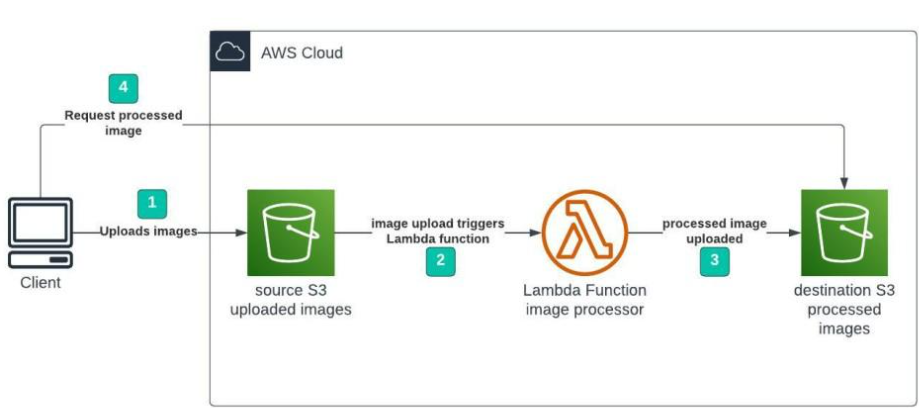 AWS Cloud
4
Request processed
image
1
Uploads images
image upload triggers
Lambda function
2
processed image
uploaded
3
Client
source S3
uploaded images
Lambda Function
image processor
destination S3
processed
images